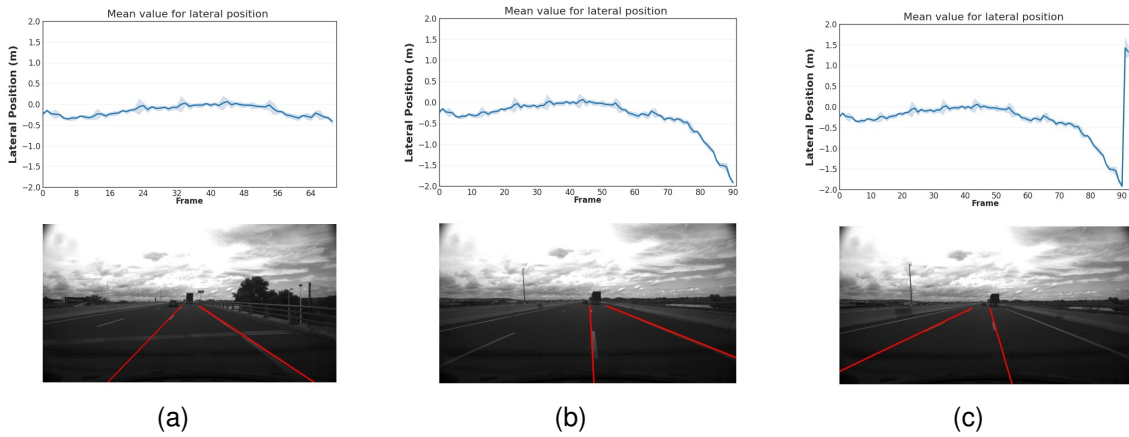 Mean value for lateral position
Lateral Position (m)
2.0
1.5
1.0
0.5
0.0
−0.5
−1.0
−1.5
−2.0
0 8 16 24 32 40 48 56 64
Frame
Mean value for lateral position
Lateral Position (m)
2.0
1.5
1.0
0.5
0.0
−0.5
−1.0
−1.5
−2.0
0 10 20 30 40 50 60 70 80 90
Frame
Mean value for lateral position
Lateral Position (m)
2.0
1.5
1.0
0.5
0.0
−0.5
−1.0
−1.5
−2.0
0 10 20 30 40 50 60 70 80 90
Frame
(a)
(b)
(c)